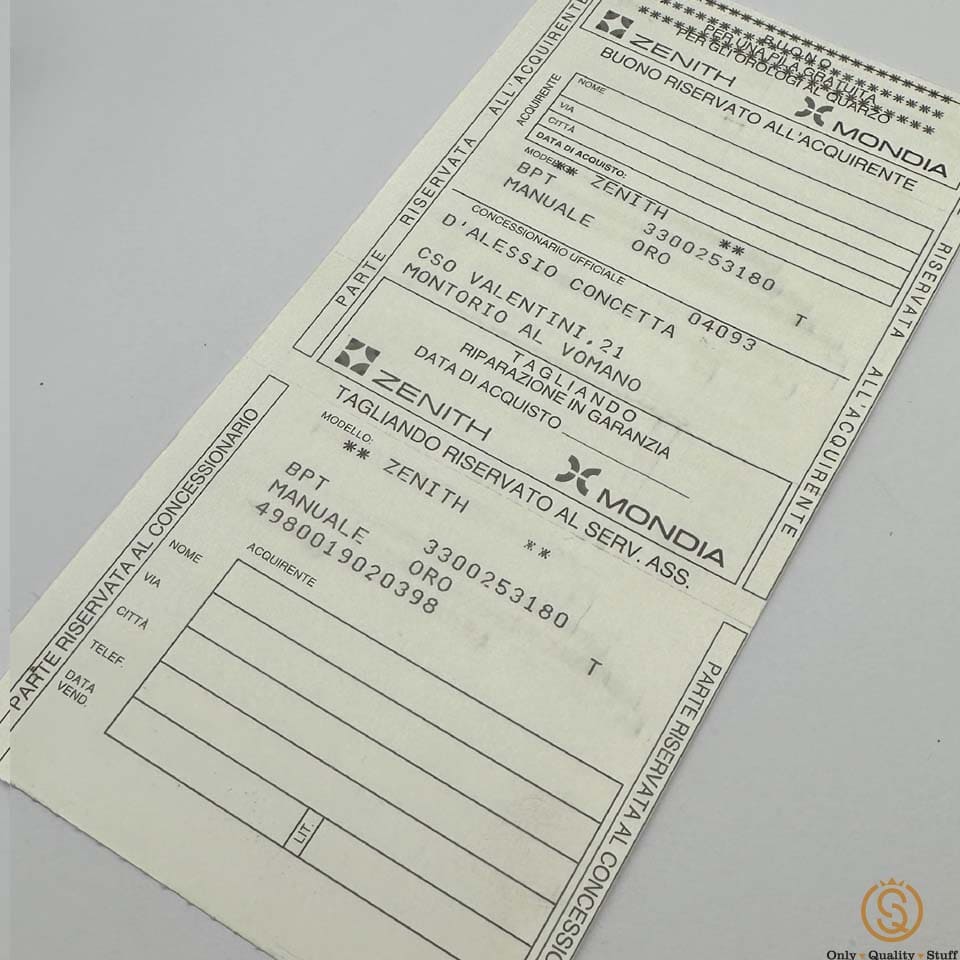 BUONO
PER UNA PILA GRATUITA
PER GLI OROLOGI AL QUARZO
ZENITH
MONDIA
BUONO RISERVATO ALL'ACQUIRENTE
ACQUIRENTE
NOME
VIA
CITTÀ
DATA DI ACQUISTO:
MODELLO:
** ZENITH **
BPT 3300253180 T
MANUALE ORO
CONCESSIONARIO UFFICIALE
D'ALESSIO CONCETTA 04093
CSO VALENTINI,21
MONTORIO AL VOMANO
TAGLIANDO
RIPARAZIONE IN GARANZIA
DATA DI ACQUISTO
PARTE RISERVATA ALL'ACQUIRENTE
RISERVATA ALL'ACQUIRENTE
ZENITH
MONDIA
TAGLIANDO RISERVATO AL SERV. ASS.
MODELLO:
** ZENITH **
BPT 3300253180 T
MANUALE ORO
4980019020398
ACQUIRENTE
NOME
VIA
CITTÀ
TELEF.
DATA
VEND.
LIT.
PARTE RISERVATA AL CONCESSIONARIO
PARTE RISERVATA AL CONCESSIO
SQ
Only Quality Stuff